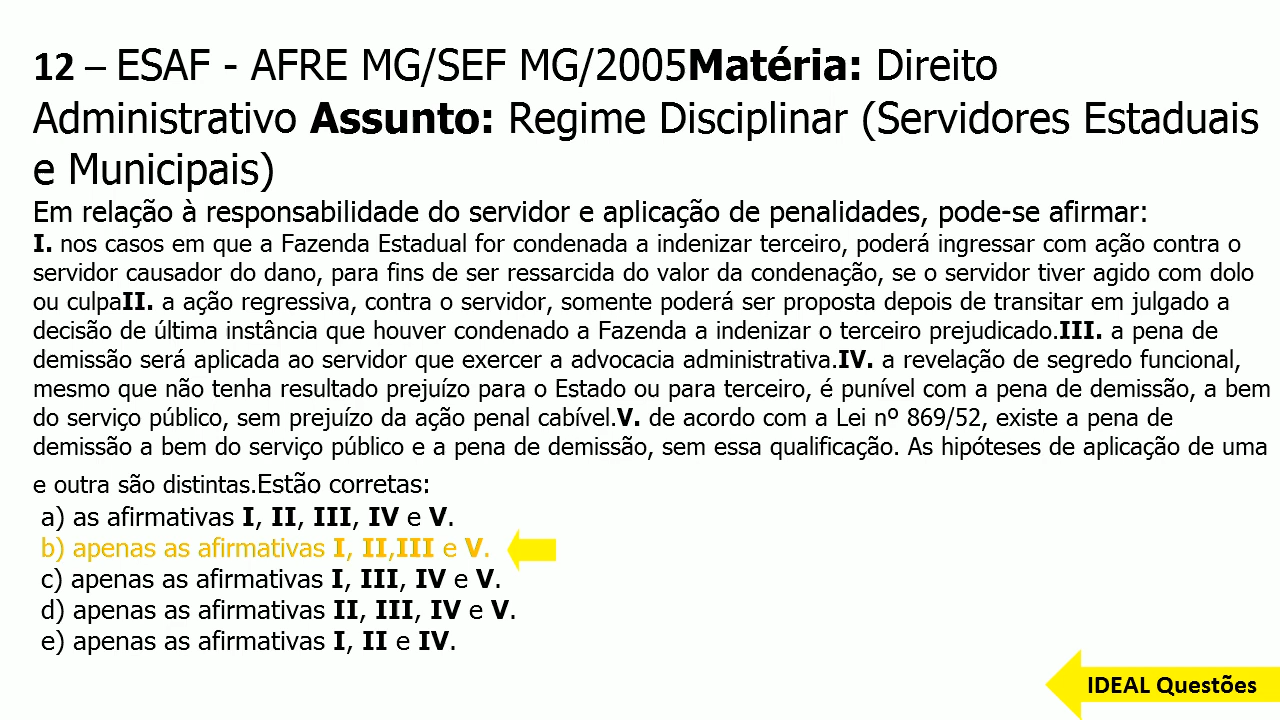 12 – ESAF - AFRE MG/SEF MG/2005Matéria: Direito
Administrativo Assunto: Regime Disciplinar (Servidores Estaduais
e Municipais)
Em relação à responsabilidade do servidor e aplicação de penalidades, pode-se afirmar:
I. nos casos em que a Fazenda Estadual for condenada a indenizar terceiro, poderá ingressar com ação contra o
servidor causador do dano, para fins de ser ressarcida do valor da condenação, se o servidor tiver agido com dolo
ou culpaII. a ação regressiva, contra o servidor, somente poderá ser proposta depois de transitar em julgado a
decisão de última instância que houver condenado a Fazenda a indenizar o terceiro prejudicado.III. a pena de
demissão será aplicada ao servidor que exercer a advocacia administrativa.IV. a revelação de segredo funcional,
mesmo que não tenha resultado prejuízo para o Estado ou para terceiro, é punível com a pena de demissão, a bem
do serviço público, sem prejuízo da ação penal cabível.V. de acordo com a Lei nº 869/52, existe a pena de
demissão a bem do serviço público e a pena de demissão, sem essa qualificação. As hipóteses de aplicação de uma
e outra são distintas.Estão corretas:
a) as afirmativas I, II, III, IV e V.
b) apenas as afirmativas I, II,III e V.
c) apenas as afirmativas I, III, IV e V.
d) apenas as afirmativas II, III, IV e V.
e) apenas as afirmativas I, II e IV.
IDEAL Questões